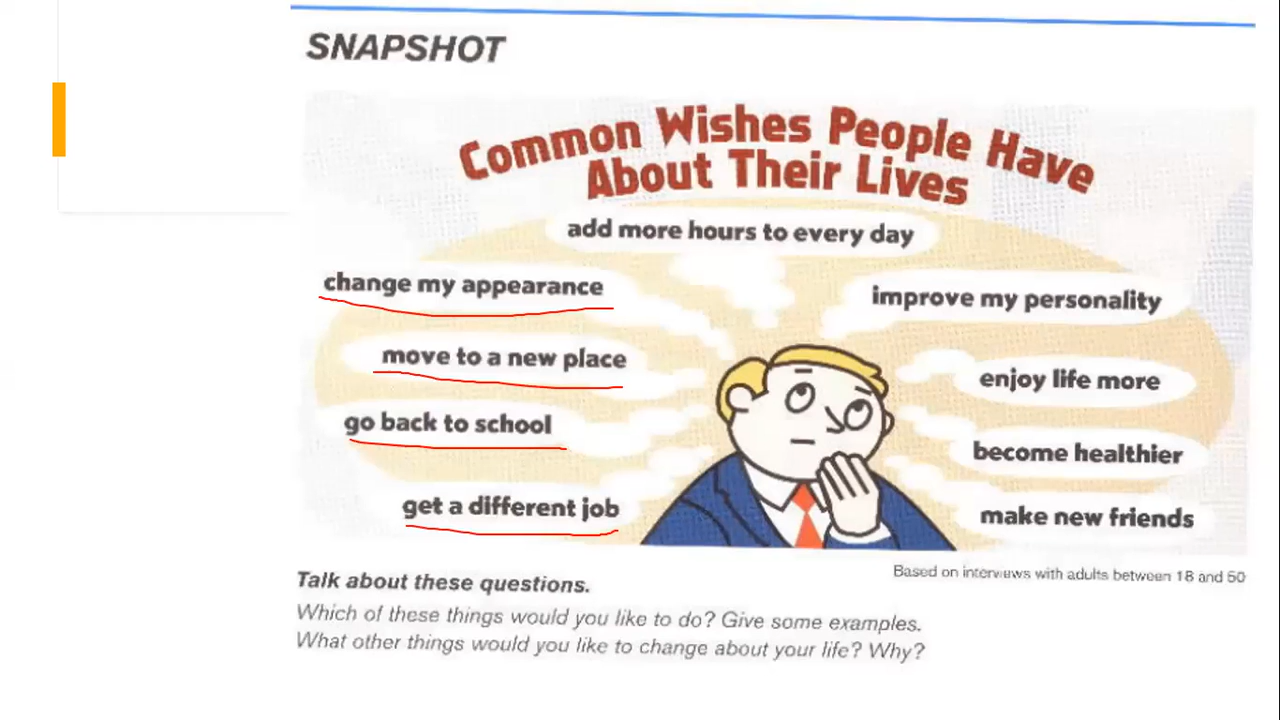 SNAPSHOT
Common Wishes People Have
About Their Lives
add more hours to every day
change my appearance
improve my personality
move to a new place
enjoy life more
go back to school
become healthier
get a different job
make new friends
Based on interviews with adults between 18 and 50
Talk about these questions.
Which of these things would you like to do? Give some examples.
What other things would you like to change about your life? Why?